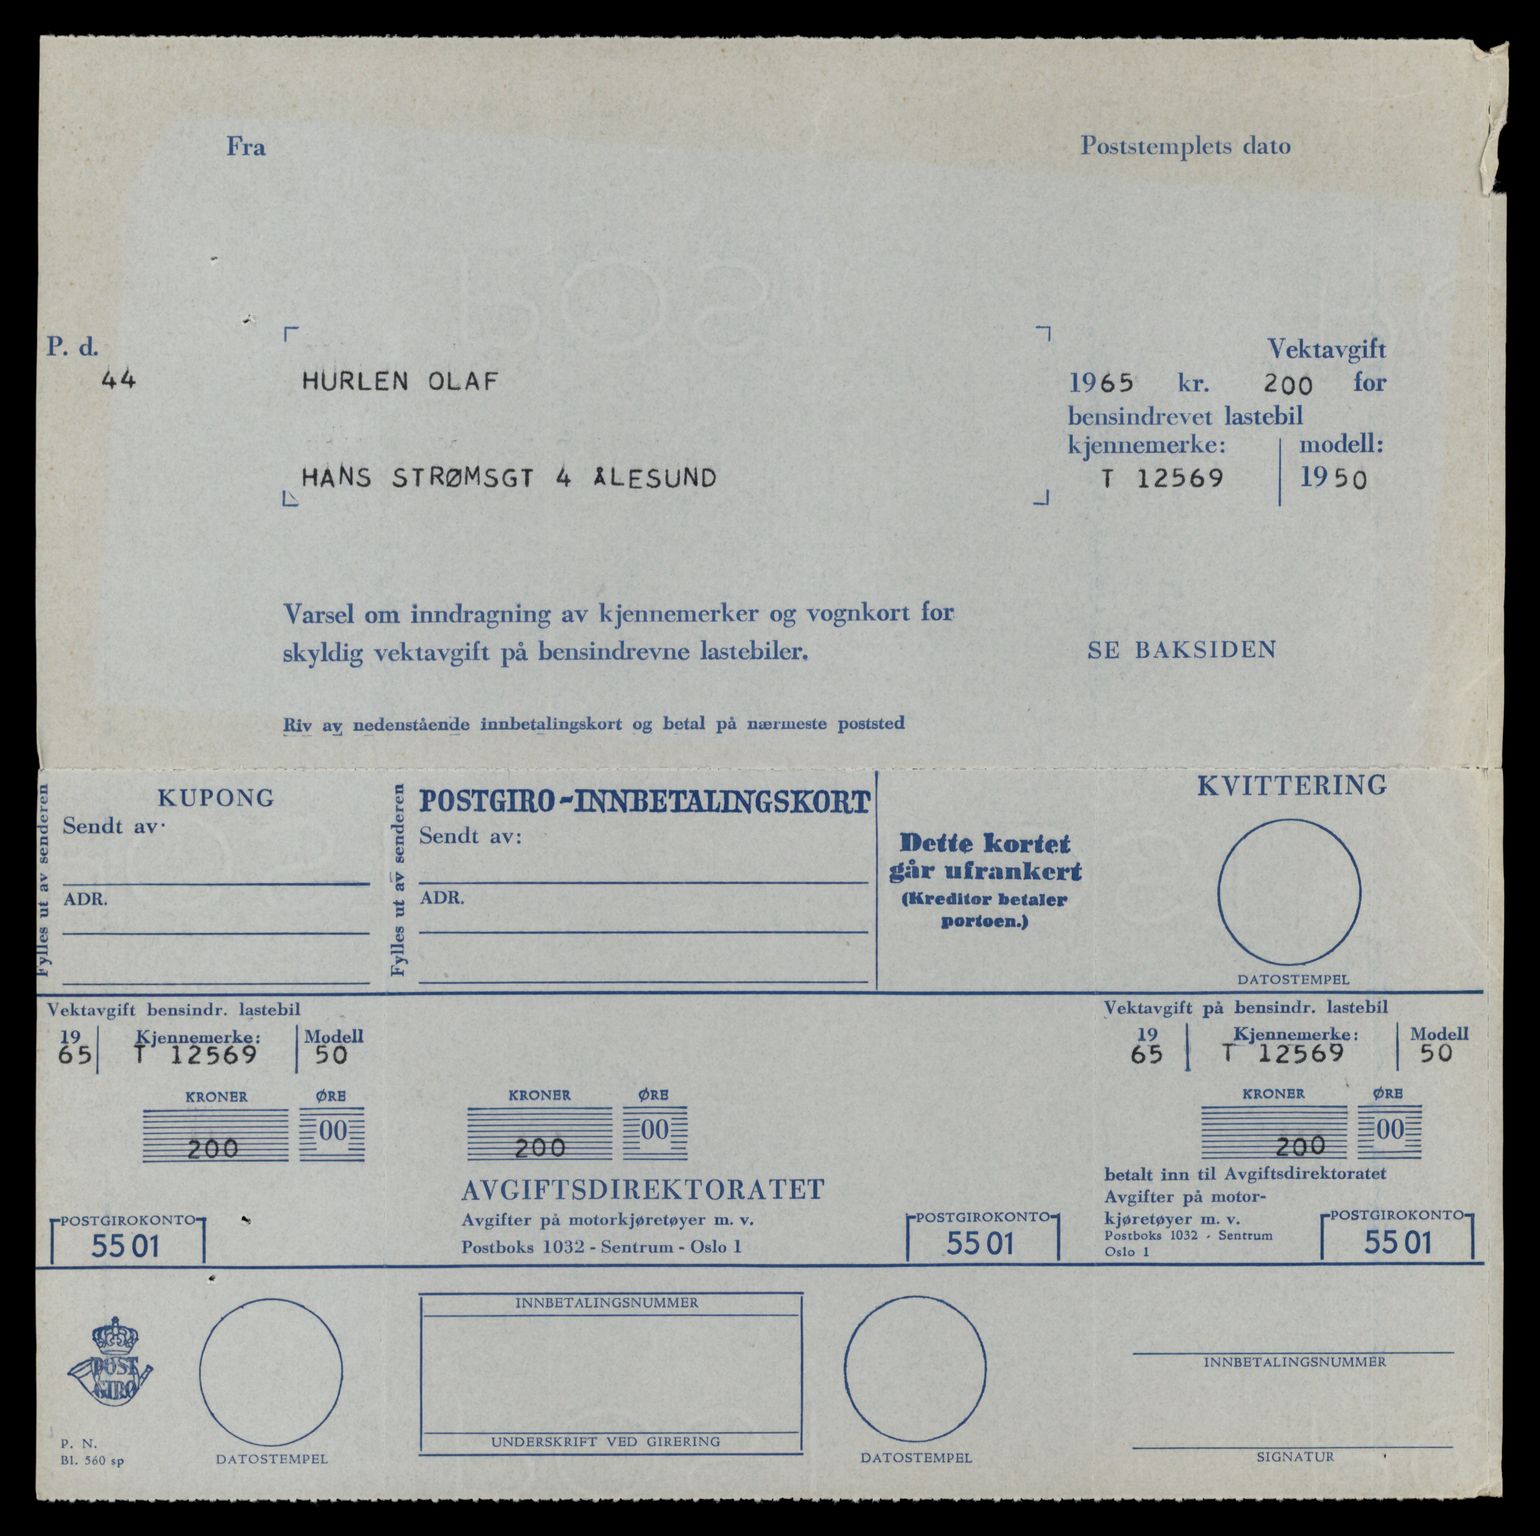 Fra
Poststemplets dato
P. d.
44
HURLEN OLAF
HANS STRØMSGT 4 ÅLESUND
Vektavgift
1965 kr. 200 for
bensindrevet lastebil
kjennemerke: modell:
T 12569 1950
Varsel om inndragning av kjennemerker og vognkort for
skyldig vektavgift på bensindrevne lastebiler.
SE BAKSIDEN
Riv av nedenstående innbetalingskort og betal på nærmeste poststed
Fylles ut av senderen
KUPONG
Sendt av:
ADR.
Fylles ut av senderen
POSTGIRO-INNBETALINGSKORT
Sendt av:
ADR.
Dette kortet
går ufrankert
(Kreditor betaler
portoen.)
KVITTERING
DATOSTEMPEL
Vektavgift bensindr. lastebil
19 Kjennemerke: Modell
65 T 12569 50
KRONER ØRE
200 00
POSTGIROKONTO
55 01
KRONER ØRE
200 00
AVGIFTSDIREKTORATET
Avgifter på motorkjøretøyer m. v.
Postboks 1032 - Sentrum - Oslo 1
POSTGIROKONTO
55 01
Vektavgift på bensindr. lastebil
19 Kjennemerke: Modell
65 T 12569 50
KRONER ØRE
200 00
betalt inn til Avgiftsdirektoratet
Avgifter på motor-
kjøretøyer m. v.
Postboks 1032 - Sentrum
Oslo 1
POSTGIROKONTO
55 01
POST
GIRO
P. N.
Bl. 560 sp
DATOSTEMPEL
INNBETALINGSNUMMER
UNDERSKRIFT VED GIRERING
DATOSTEMPEL
INNBETALINGSNUMMER
SIGNATUR